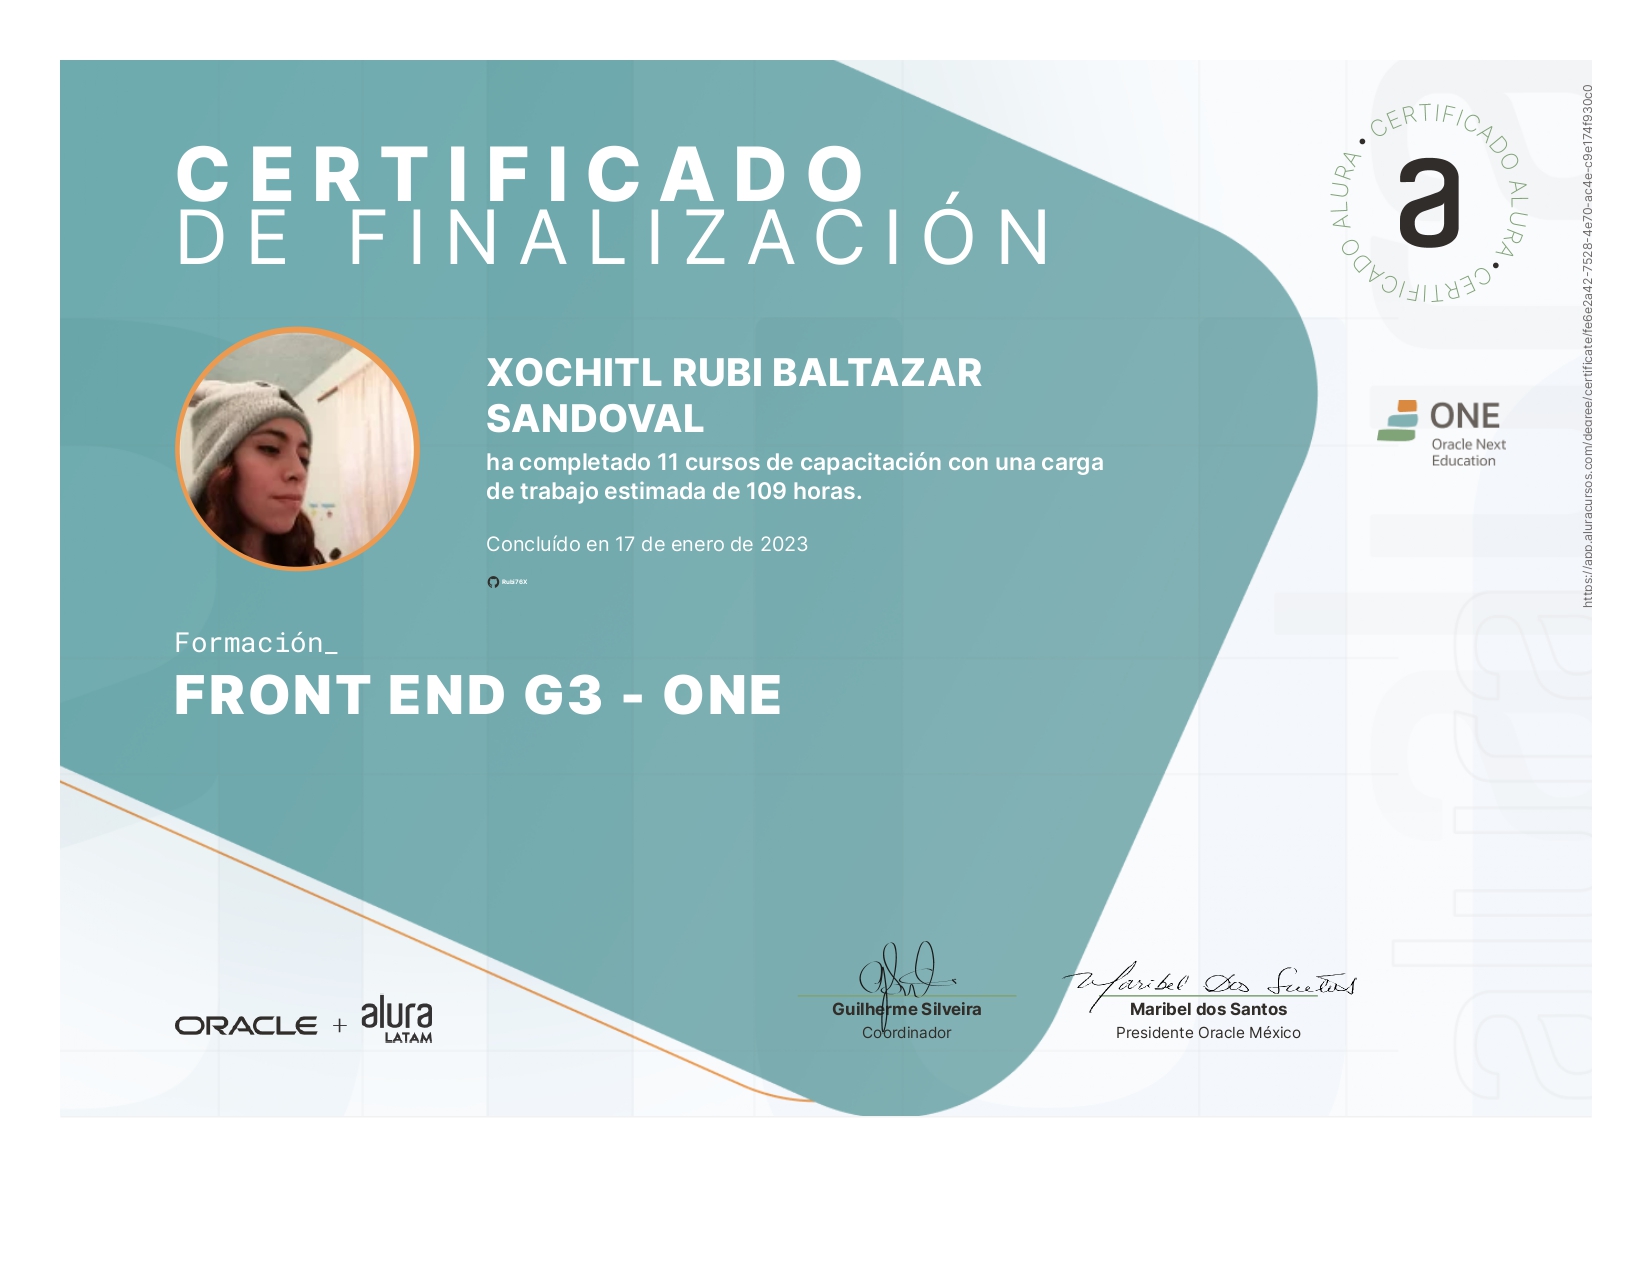 CERTIFICADO
DE FINALIZACIÓN
CERTIFICADO ALURA • CERTIFICADO ALURA •
a
XOCHITL RUBI BALTAZAR
SANDOVAL
ha completado 11 cursos de capacitación con una carga
de trabajo estimada de 109 horas.
Concluído en 17 de enero de 2023
Rubi76X
ONE
Oracle Next
Education
https://app.aluracursos.com/degree/certificate/fe6e2a42-7528-4e70-ac4e-c9e174f930c0
Formación_
FRONT END G3 - ONE
ORACLE + alura
LATAM
Guilherme Silveira
Coordinador
Maribel Dos Santos
Maribel dos Santos
Presidente Oracle México
alura